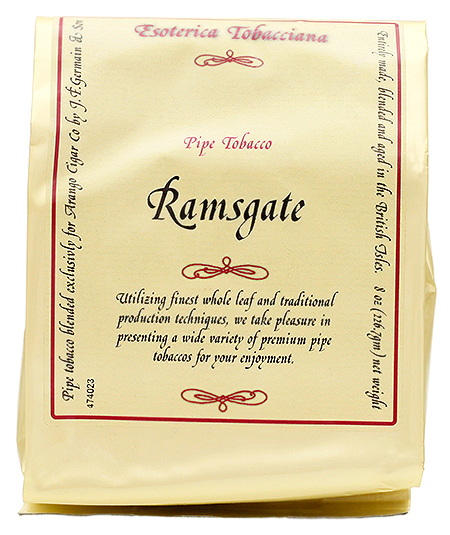 Esoterica Tobacciana
Pipe Tobacco
Ramsgate
Utilizing finest whole leaf and traditional
production techniques, we take pleasure in
presenting a wide variety of premium pipe
tobaccos for your enjoyment.
Pipe tobacco blended exclusivly for Arango Cigar Co by J.F.Germain & Son
474023
Entirely made, blended and aged in the British Isles. 8 oz (226.7gm) net weight